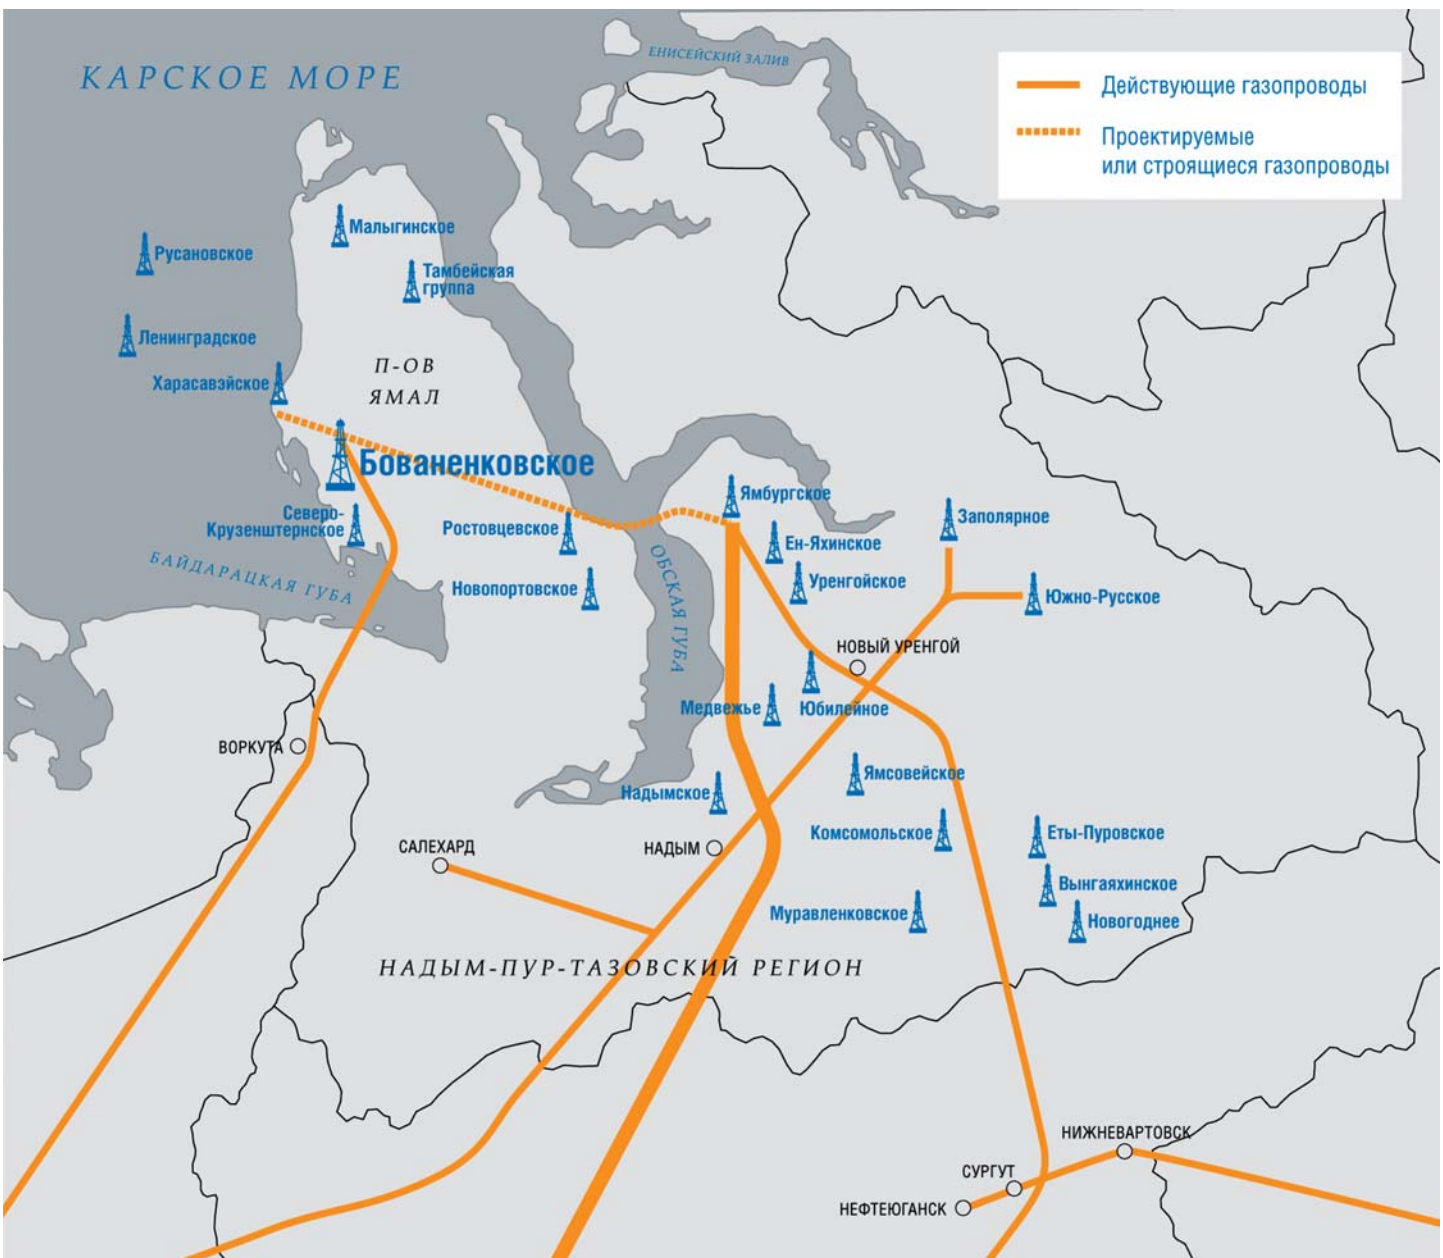 КАРСКОЕ МОРЕ
ЕНИСЕЙСКИЙ ЗАЛИВ
Действующие газопроводы
Проектируемые
или строящиеся газопроводы
Малыгинское
Русановское
Тамбейская
группа
Ленинградское
П-ОВ
ЯМАЛ
Харасавэйское
Бованенковское
Ямбургское
Северо-
Крузенштернское
Ростовцевское
Заполярное
Ен-Яхинское
БАЙДАРАЦКАЯ ГУБА
ОБСКАЯ ГУБА
Новопортовское
Уренгойское
Южно-Русское
НОВЫЙ УРЕНГОЙ
Медвежье
Юбилейное
ВОРКУТА
Ямсовейское
Надымское
Комсомольское
Еты-Пуровское
САЛЕХАРД
НАДЫМ
Вынгаяхинское
Муравленковское
Новогоднее
НАДЫМ-ПУР-ТАЗОВСКИЙ РЕГИОН
НИЖНЕВАРТОВСК
СУРГУТ
НЕФТЕЮГАНСК